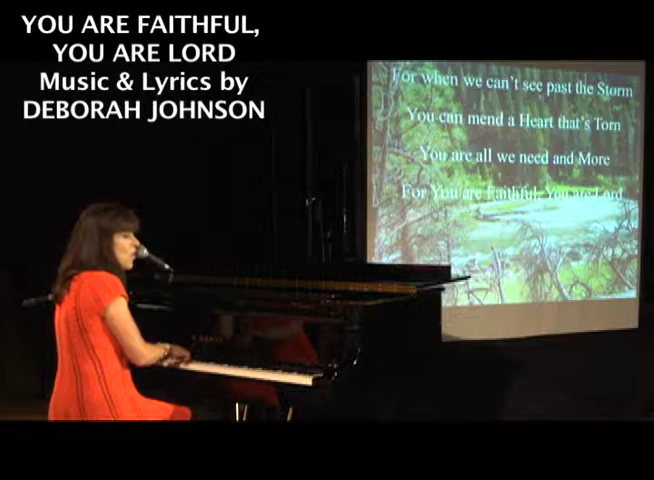 YOU ARE FAITHFUL,
YOU ARE LORD
Music & Lyrics by
DEBORAH JOHNSON
For when we can't see past the Storm
You can mend a Heart that's Torn
You are all we need and More
For You are Faithful, You are Lord